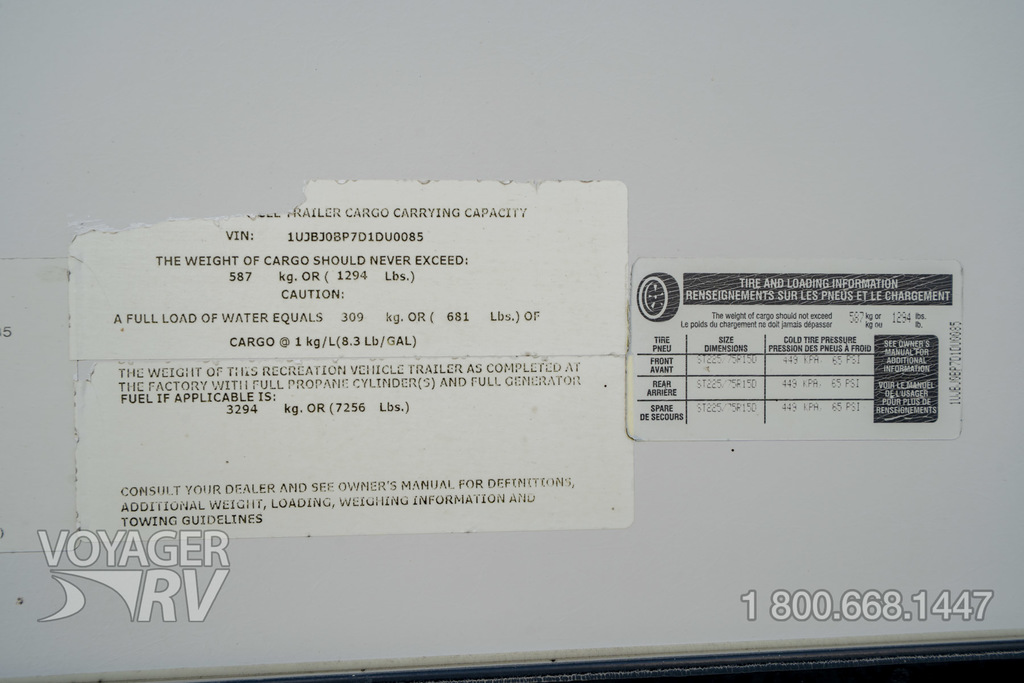 TRAILER CARGO CARRYING CAPACITY
VIN: 1UJBJ0BP7D1DU0085
THE WEIGHT OF CARGO SHOULD NEVER EXCEED:
587 kg. OR ( 1294 Lbs.)
CAUTION:
A FULL LOAD OF WATER EQUALS 309 kg. OR ( 681 Lbs.) OF
CARGO @ 1 kg/L(8.3 Lb/GAL)
THE WEIGHT OF THIS RECREATION VEHICLE TRAILER AS COMPLETED AT
THE FACTORY WITH FULL PROPANE CYLINDER(S) AND FULL GENERATOR
FUEL IF APPLICABLE IS:
3294 kg. OR (7256 Lbs.)
CONSULT YOUR DEALER AND SEE OWNER'S MANUAL FOR DEFINITIONS,
ADDITIONAL WEIGHT, LOADING, WEIGHING INFORMATION AND
TOWING GUIDELINES
TIRE AND LOADING INFORMATION
RENSEIGNEMENTS SUR LES PNEUS ET LE CHARGEMENT
The weight of cargo should not exceed 587 kg or 1294 lbs.
Le poids du chargement ne doit jamais dépasser kg ou lb.
TIRE SIZE COLD TIRE PRESSURE
PNEU DIMENSIONS PRESSION DES PNEUS À FROID
FRONT ST225/75R15D 449 KPA 65 PSI
AVANT
REAR ST225/75R15D 449 KPA 65 PSI
ARRIÈRE
SPARE ST225/75R15D 449 KPA 65 PSI
DE SECOURS
SEE OWNER'S
MANUAL FOR
ADDITIONAL
INFORMATION
VOIR LE MANUEL
DE L'USAGER
POUR PLUS DE
RENSEIGNEMENTS
1UJBJ0BP7D1DU0085
VOYAGER
RV
1 800.668.1447